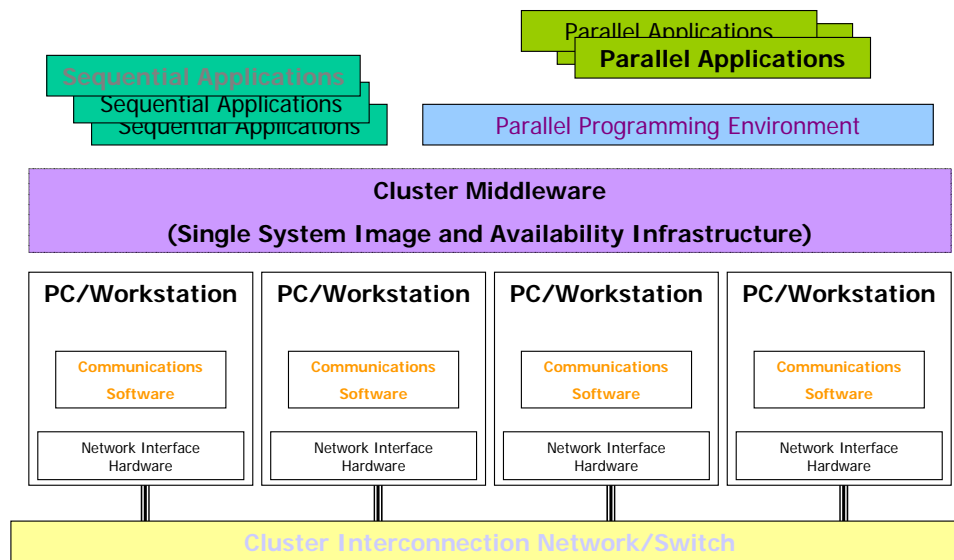 Parallel Applications
Parallel Applications
Sequential Applications
Sequential Applications
Sequential Applications
Parallel Programming Environment
Cluster Middleware
(Single System Image and Availability Infrastructure)
PC/Workstation
PC/Workstation
PC/Workstation
PC/Workstation
Communications
Software
Communications
Software
Communications
Software
Communications
Software
Network Interface
Hardware
Network Interface
Hardware
Network Interface
Hardware
Network Interface
Hardware
Cluster Interconnection Network/Switch